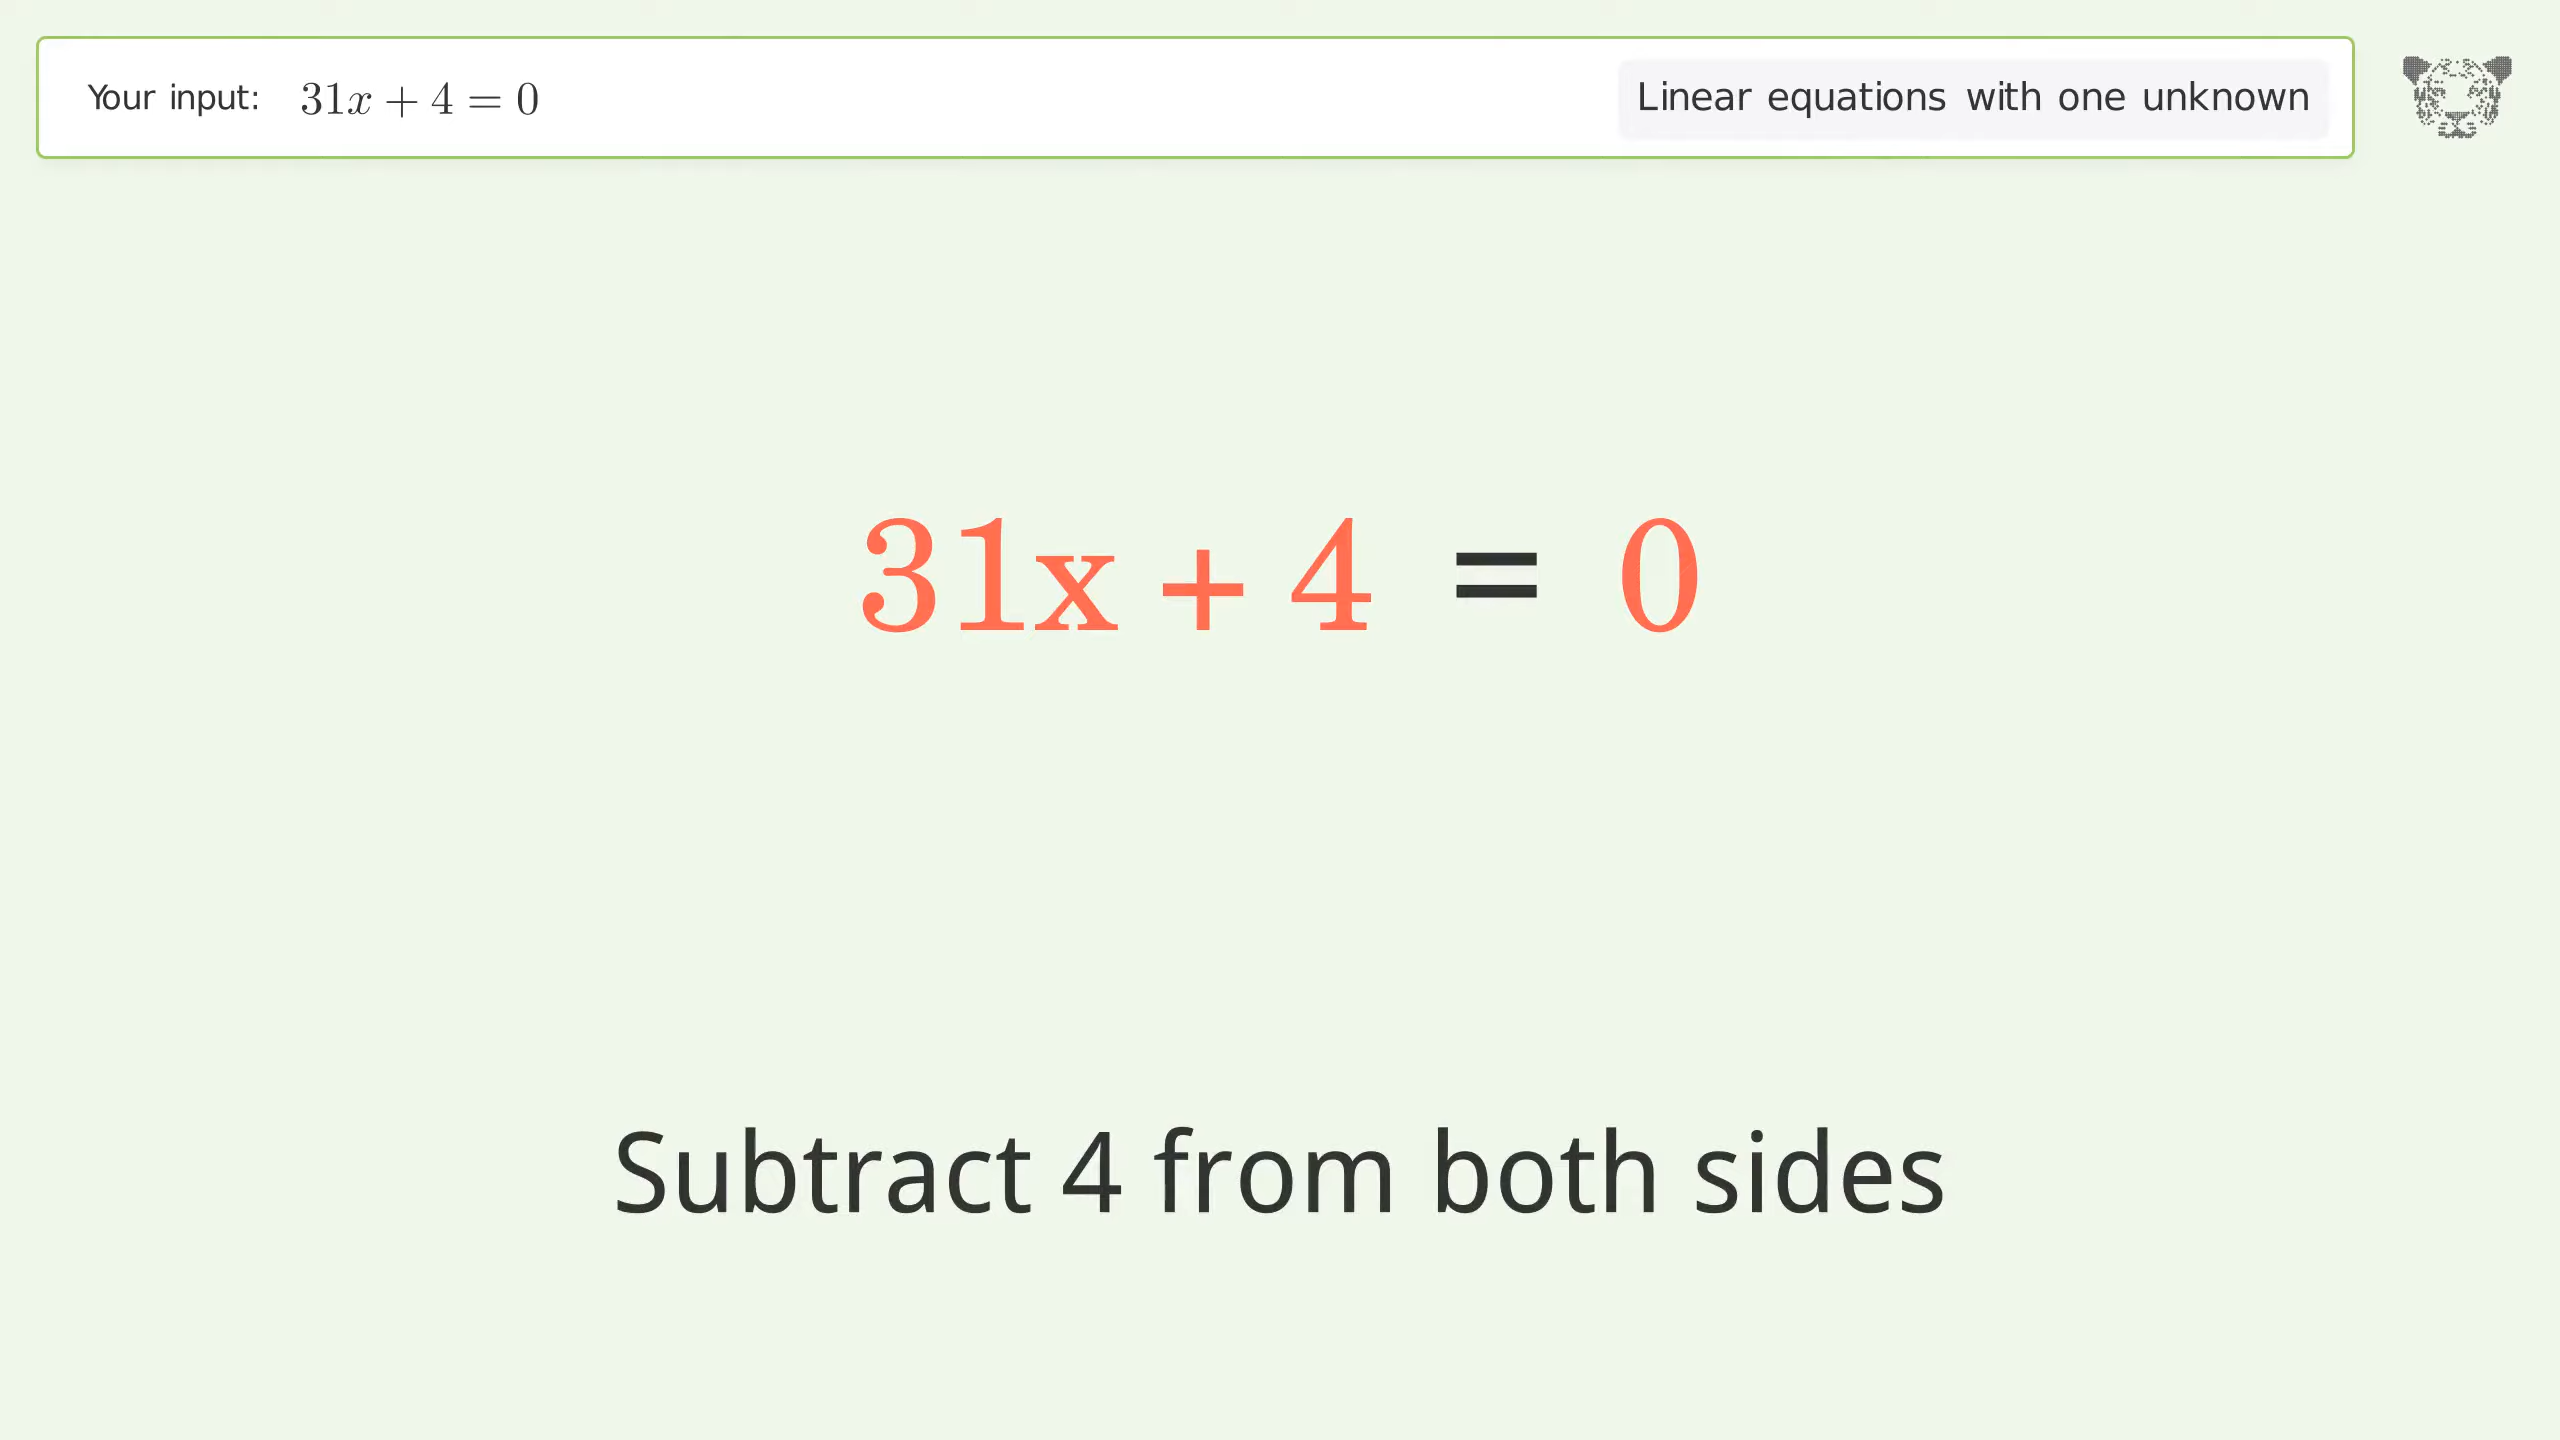 Your input: 31x + 4 = 0
Linear equations with one unknown
31x + 4 = 0
Subtract 4 from both sides